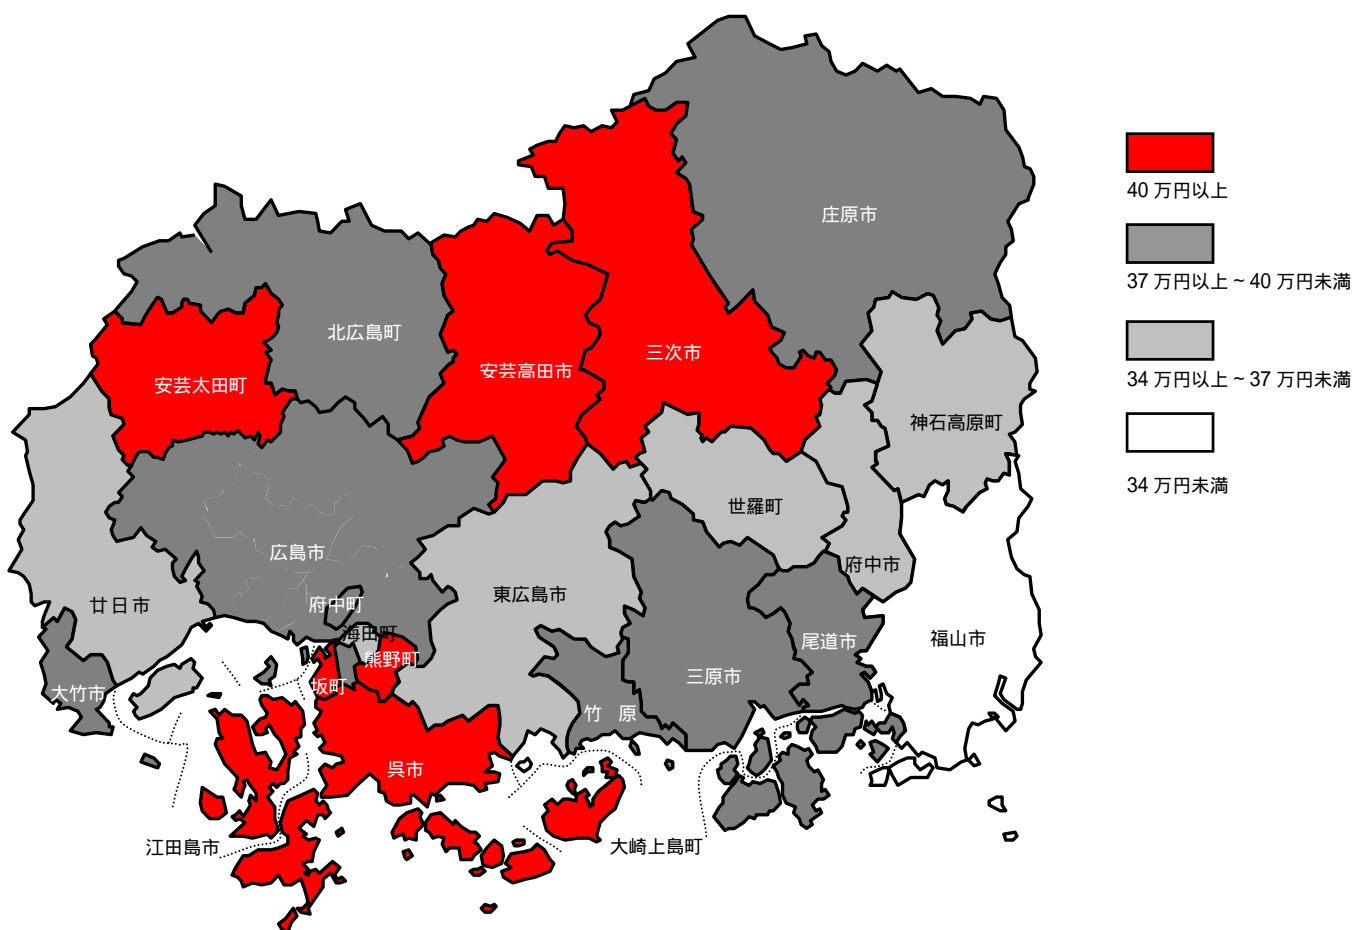 庄原市
北広島町
三次市
安芸高田市
安芸太田町
神石高原町
世羅町
広島市
府中市
東広島市
廿日市
府中町
海田町
福山市
尾道市
熊野町
三原市
坂町
大竹市
竹 原
呉市
江田島市
大崎上島町
40 万円以上
37 万円以上 ~ 40 万円未満
34 万円以上 ~ 37 万円未満
34 万円未満